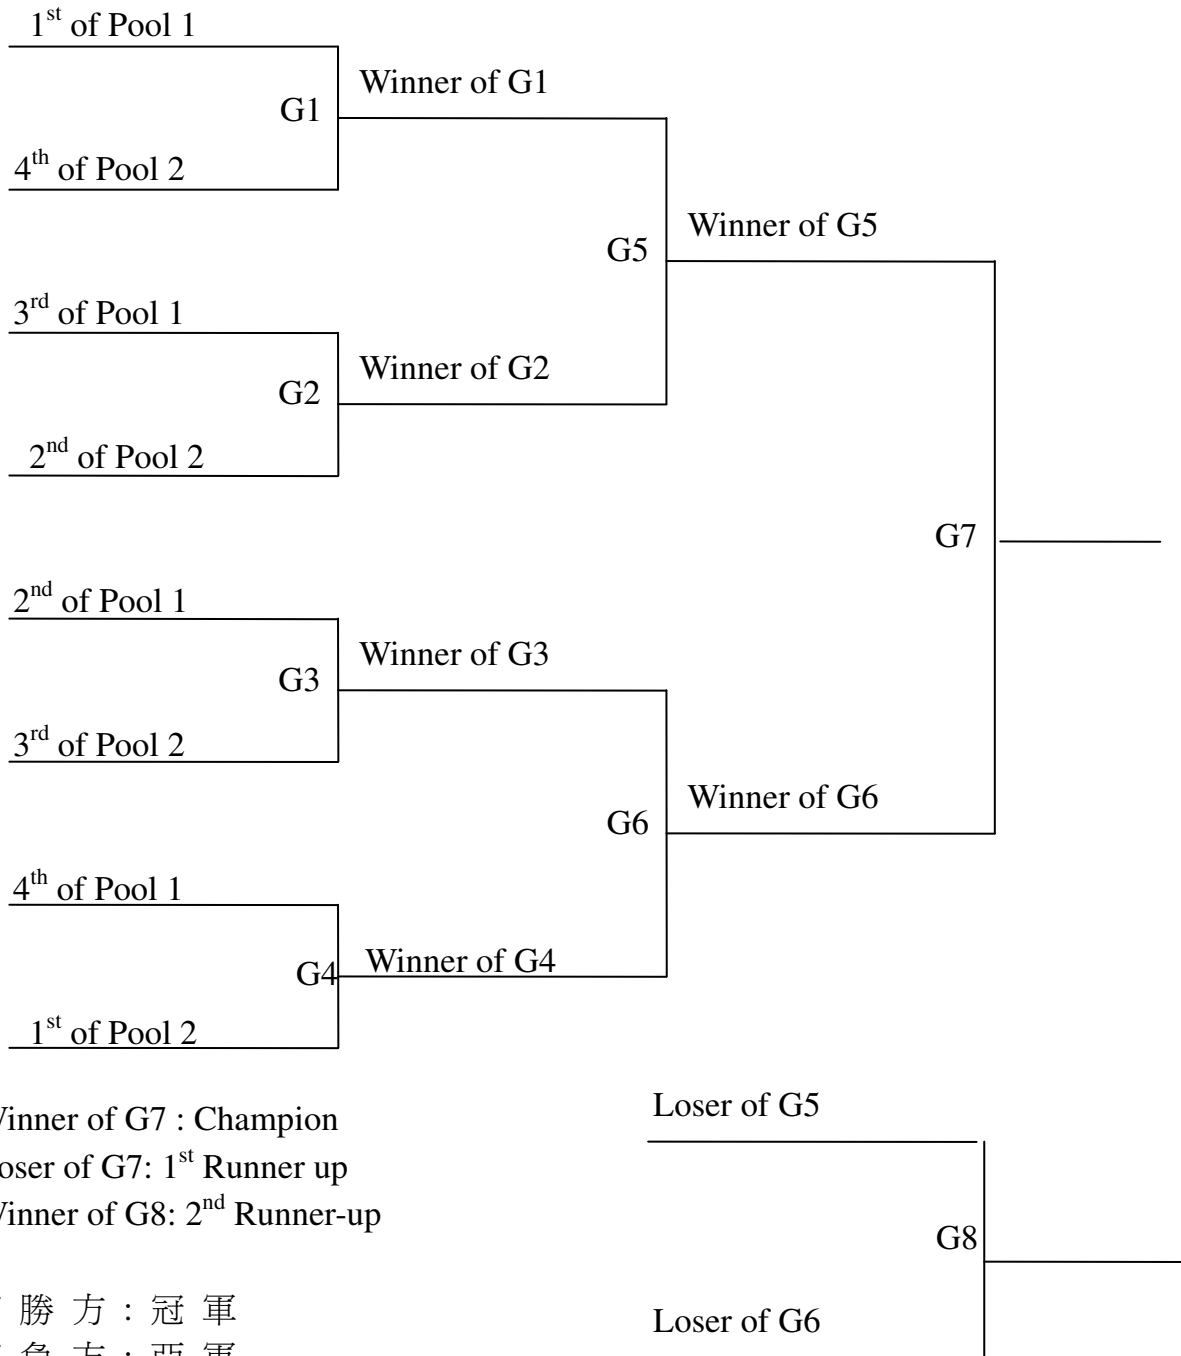 1st of Pool 1
Winner of G1
G1
4th of Pool 2
Winner of G5
G5
3rd of Pool 1
Winner of G2
G2
2nd of Pool 2
G7
2nd of Pool 1
Winner of G3
G3
3rd of Pool 2
Winner of G6
G6
4th of Pool 1
Winner of G4
G4
1st of Pool 2
Loser of G5
of G7 : Champion
of G7: 1st Runner up
of G8: 2nd Runner-up
G8
勝 方 : 冠 軍
Loser of G6
負 方 : 亞 軍